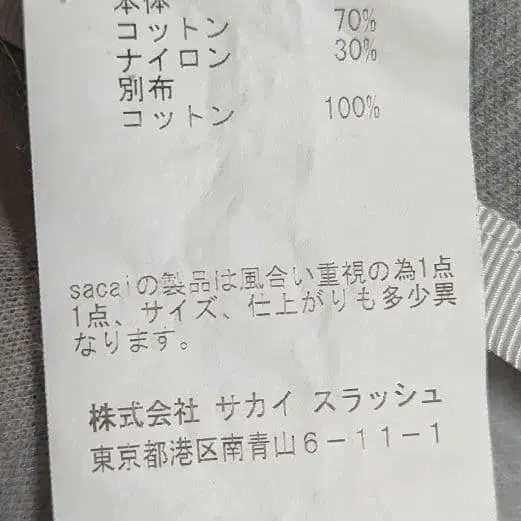 本体
コットン 70%
ナイロン 30%
別布
コットン 100%
sacaiの製品は風合い重視の為1点
1点、サイズ、仕上がりも多少異
なります。
株式会社 サカイ スラッシュ
東京都港区南青山6-11-1